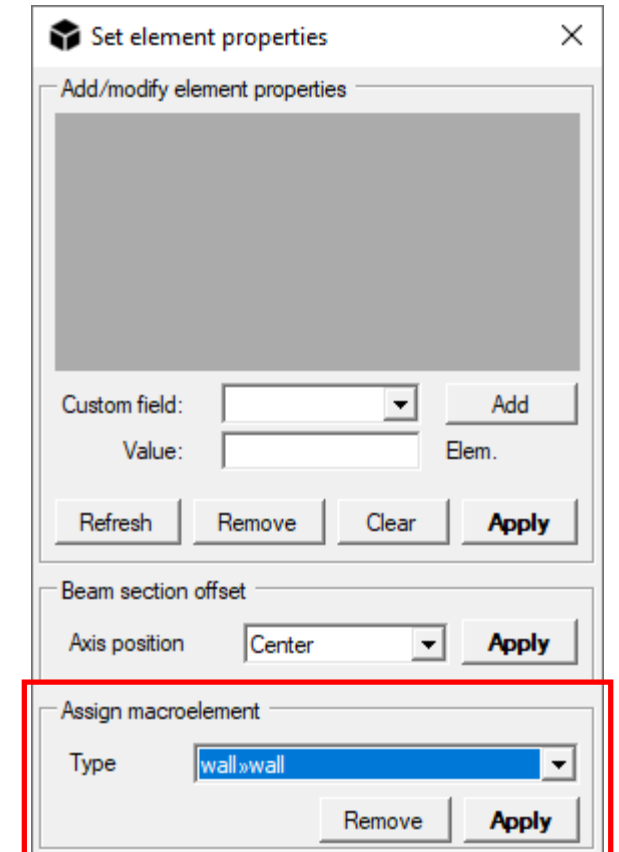 Set element properties
Add/modify element properties
Custom field: Add
Value: Elem.
Refresh Remove Clear Apply
Beam section offset
Axis position Center Apply
Assign macroelement
Type wall»wall
Remove Apply